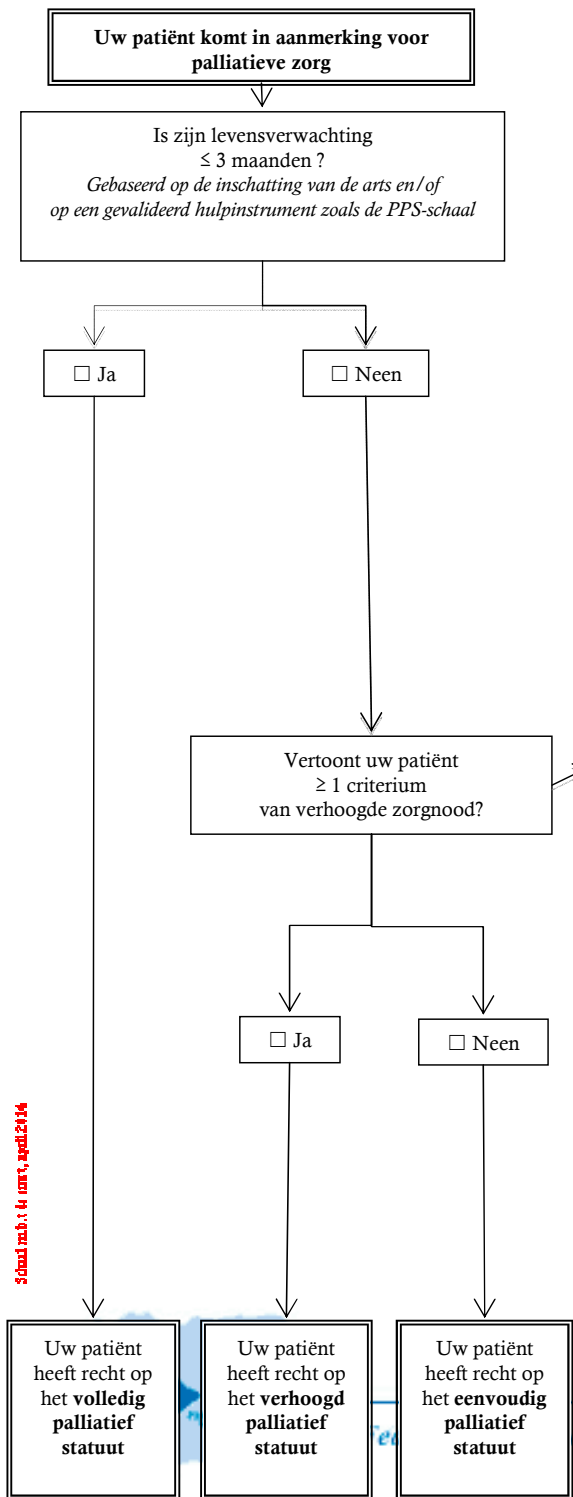 Uw patiënt komt in aanmerking voor
palliatieve zorg
Is zijn levensverwachting
≤ 3 maanden ?
Gebaseerd op de inschatting van de arts en/of
op een gevalideerd hulpinstrument zoals de PPS-schaal
☐ Ja
☐ Neen
Vertoont uw patiënt
≥ 1 criterium
van verhoogde zorgnood?
☐ Ja
☐ Neen
april 2014
Uw patiënt
heeft recht op
het volledig
palliatief
statuut
Uw patiënt
heeft recht op
het verhoogd
palliatief
statuut
Uw patiënt
heeft recht op
het eenvoudig
palliatief
statuut